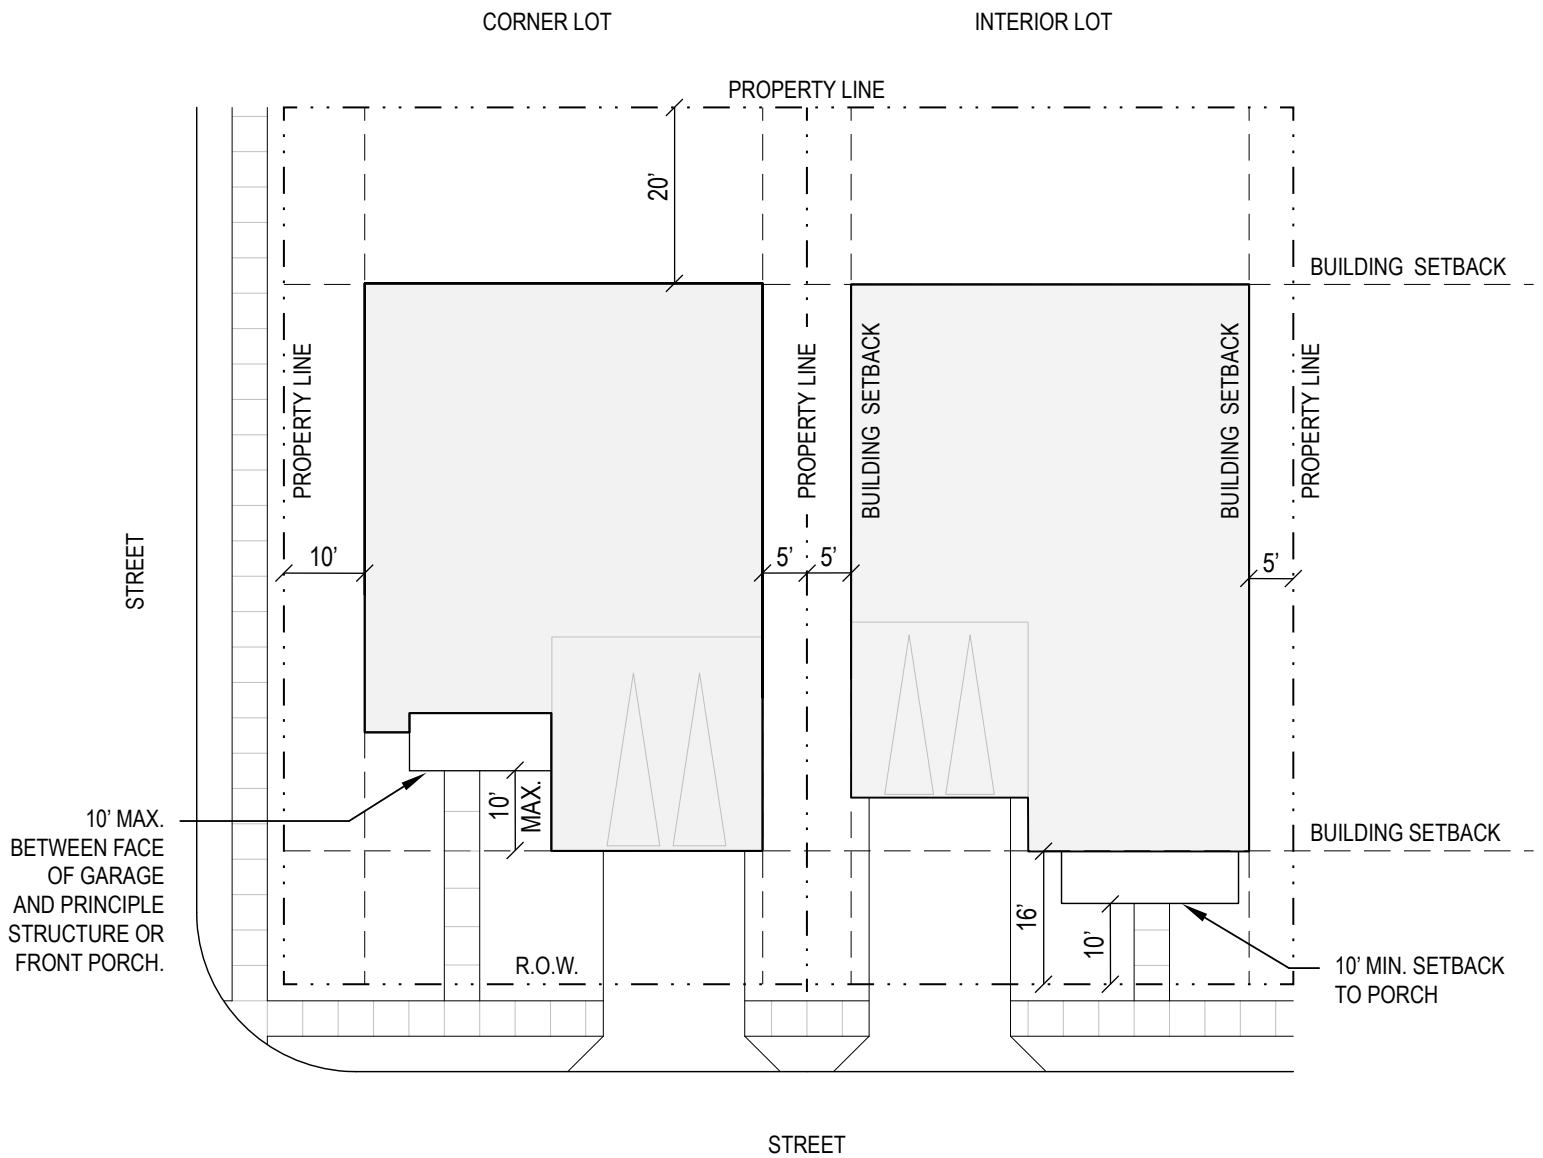 CORNER LOT
INTERIOR LOT
PROPERTY LINE
20’
BUILDING SETBACK
PROPERTY LINE
PROPERTY LINE
BUILDING SETBACK
BUILDING SETBACK
PROPERTY LINE
STREET
10’
5’
5’
5’
10’ MAX.
BETWEEN FACE
OF GARAGE
AND PRINCIPLE
STRUCTURE OR
FRONT PORCH.
10’
MAX.
BUILDING SETBACK
16’
10’
R.O.W.
10’ MIN. SETBACK
TO PORCH
STREET